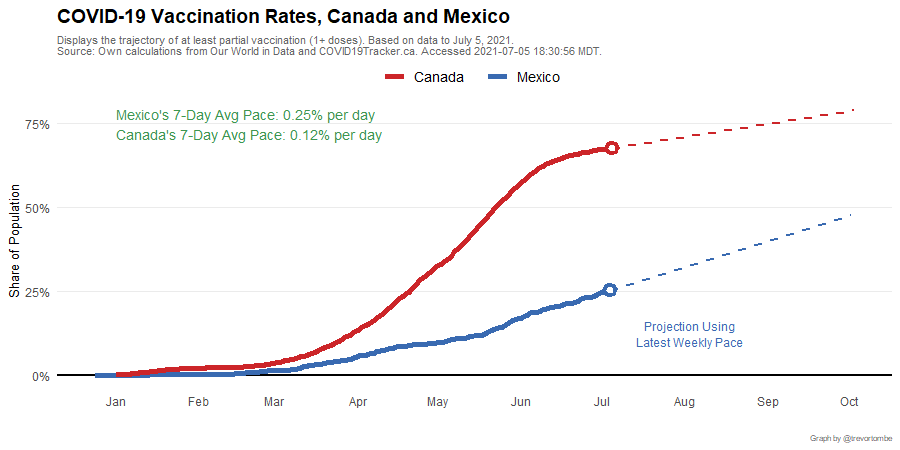 COVID-19 Vaccination Rates, Canada and Mexico
Displays the trajectory of at least partial vaccination (1+ doses). Based on data to July 5, 2021.
Source: Own calculations from Our World in Data and COVID19Tracker.ca. Accessed 2021-07-05 18:30:56 MDT.
Canada Mexico
Mexico's 7-Day Avg Pace: 0.25% per day
Canada's 7-Day Avg Pace: 0.12% per day
75%
50%
25%
0%
Share of Population
Projection Using
Latest Weekly Pace
Jan Feb Mar Apr May Jun Jul Aug Sep Oct
Graph by @trevortombe